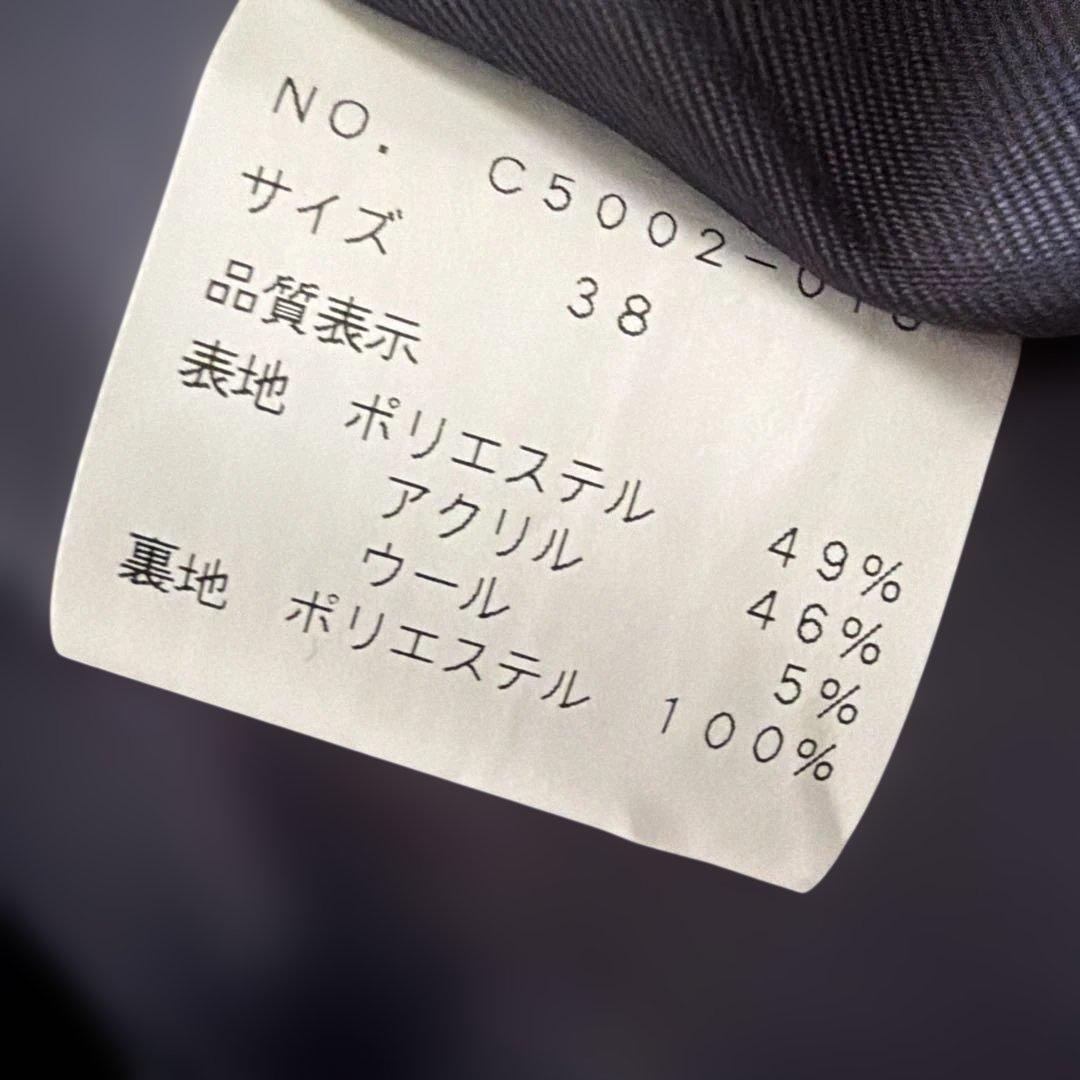 NO. C5002-
サイズ 38
品質表示
表地 ポリエステル 49%
アクリル 46%
ウール 5%
裏地 ポリエステル 100%